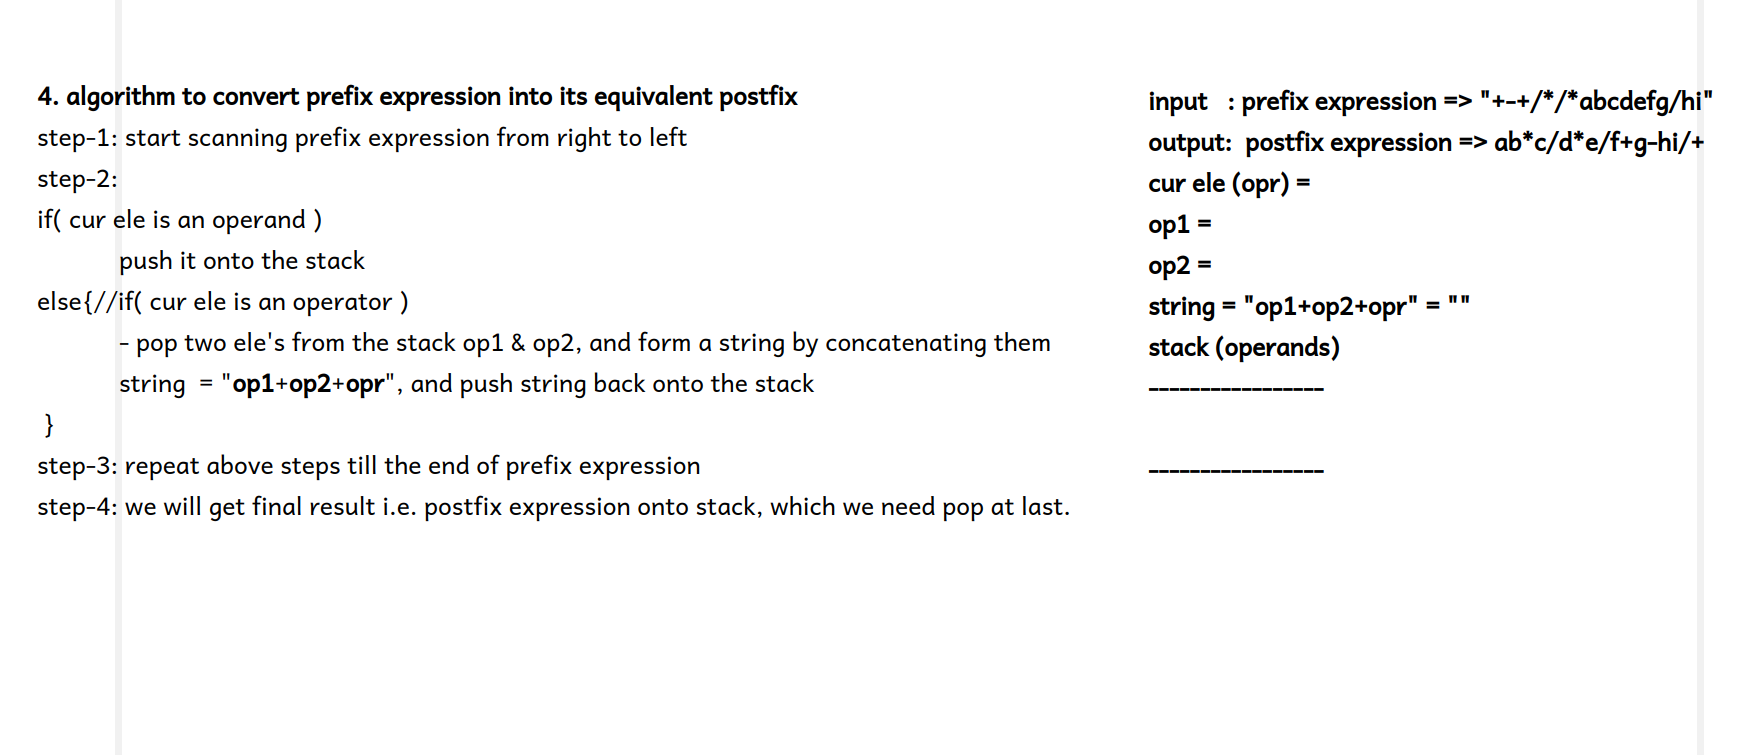 4. algorithm to convert prefix expression into its equivalent postfix
step-1: start scanning prefix expression from right to left
step-2:
if( cur ele is an operand )
push it onto the stack
else{//if( cur ele is an operator )
- pop two ele's from the stack op1 & op2, and form a string by concatenating them
string = "op1+op2+opr", and push string back onto the stack
}
step-3: repeat above steps till the end of prefix expression
step-4: we will get final result i.e. postfix expression onto stack, which we need pop at last.
input : prefix expression => "+-+/*/*abcdefg/hi"
output: postfix expression => ab*c/d*e/f+g-hi/+
cur ele (opr) =
op1 =
op2 =
string = "op1+op2+opr" = ""
stack (operands)
-----------------
-----------------